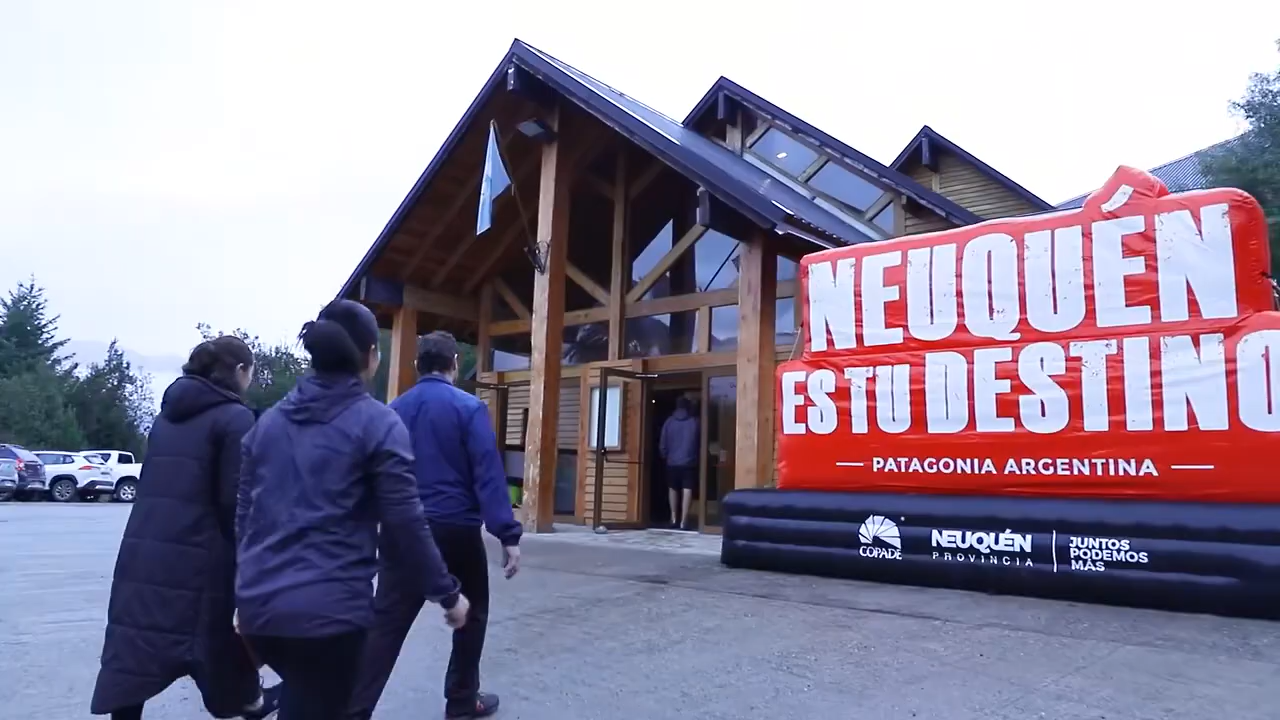 NEUQUÉN
ES TU DESTINO
PATAGONIA ARGENTINA
COPADE
NEUQUÉN
PROVINCIA
JUNTOS
PODEMOS
MÁS